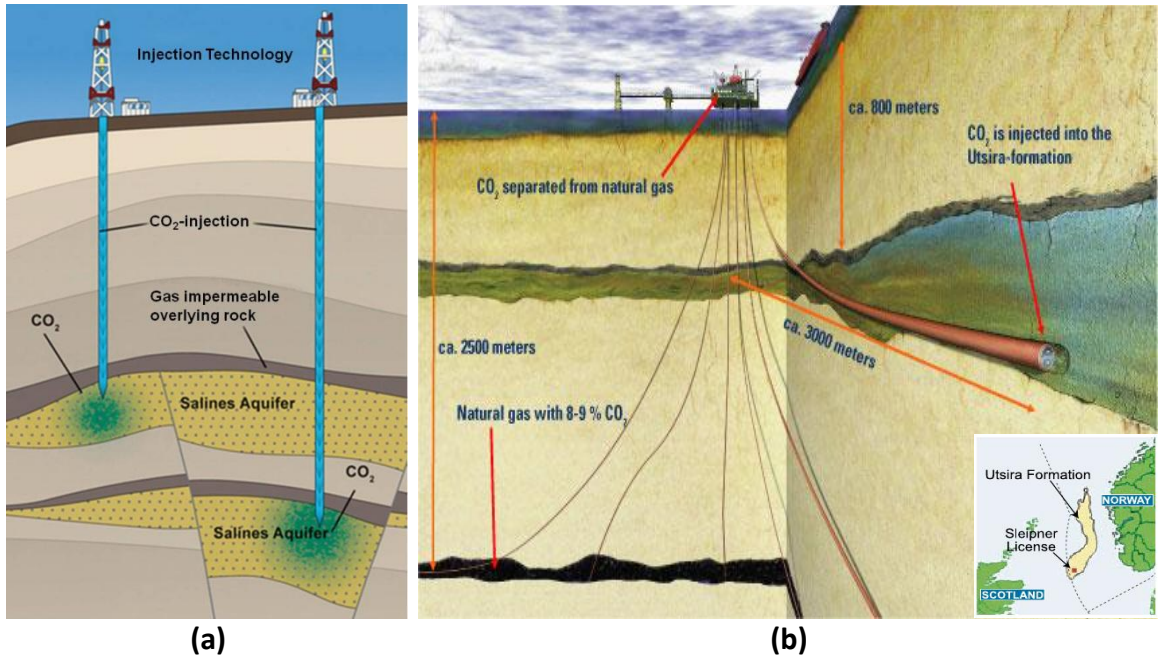 Injection Technology
CO₂-injection
Gas impermeable
overlying rock
CO₂
Salines Aquifer
CO₂
Salines Aquifer
(a)
ca. 800 meters
CO₂ is injected into the
Utsira-formation
CO₂ separated from natural gas
ca. 2500 meters
ca. 3000 meters
Natural gas with 8-9 % CO₂
Utsira Formation
NORWAY
Sleipner
License
SCOTLAND
(b)